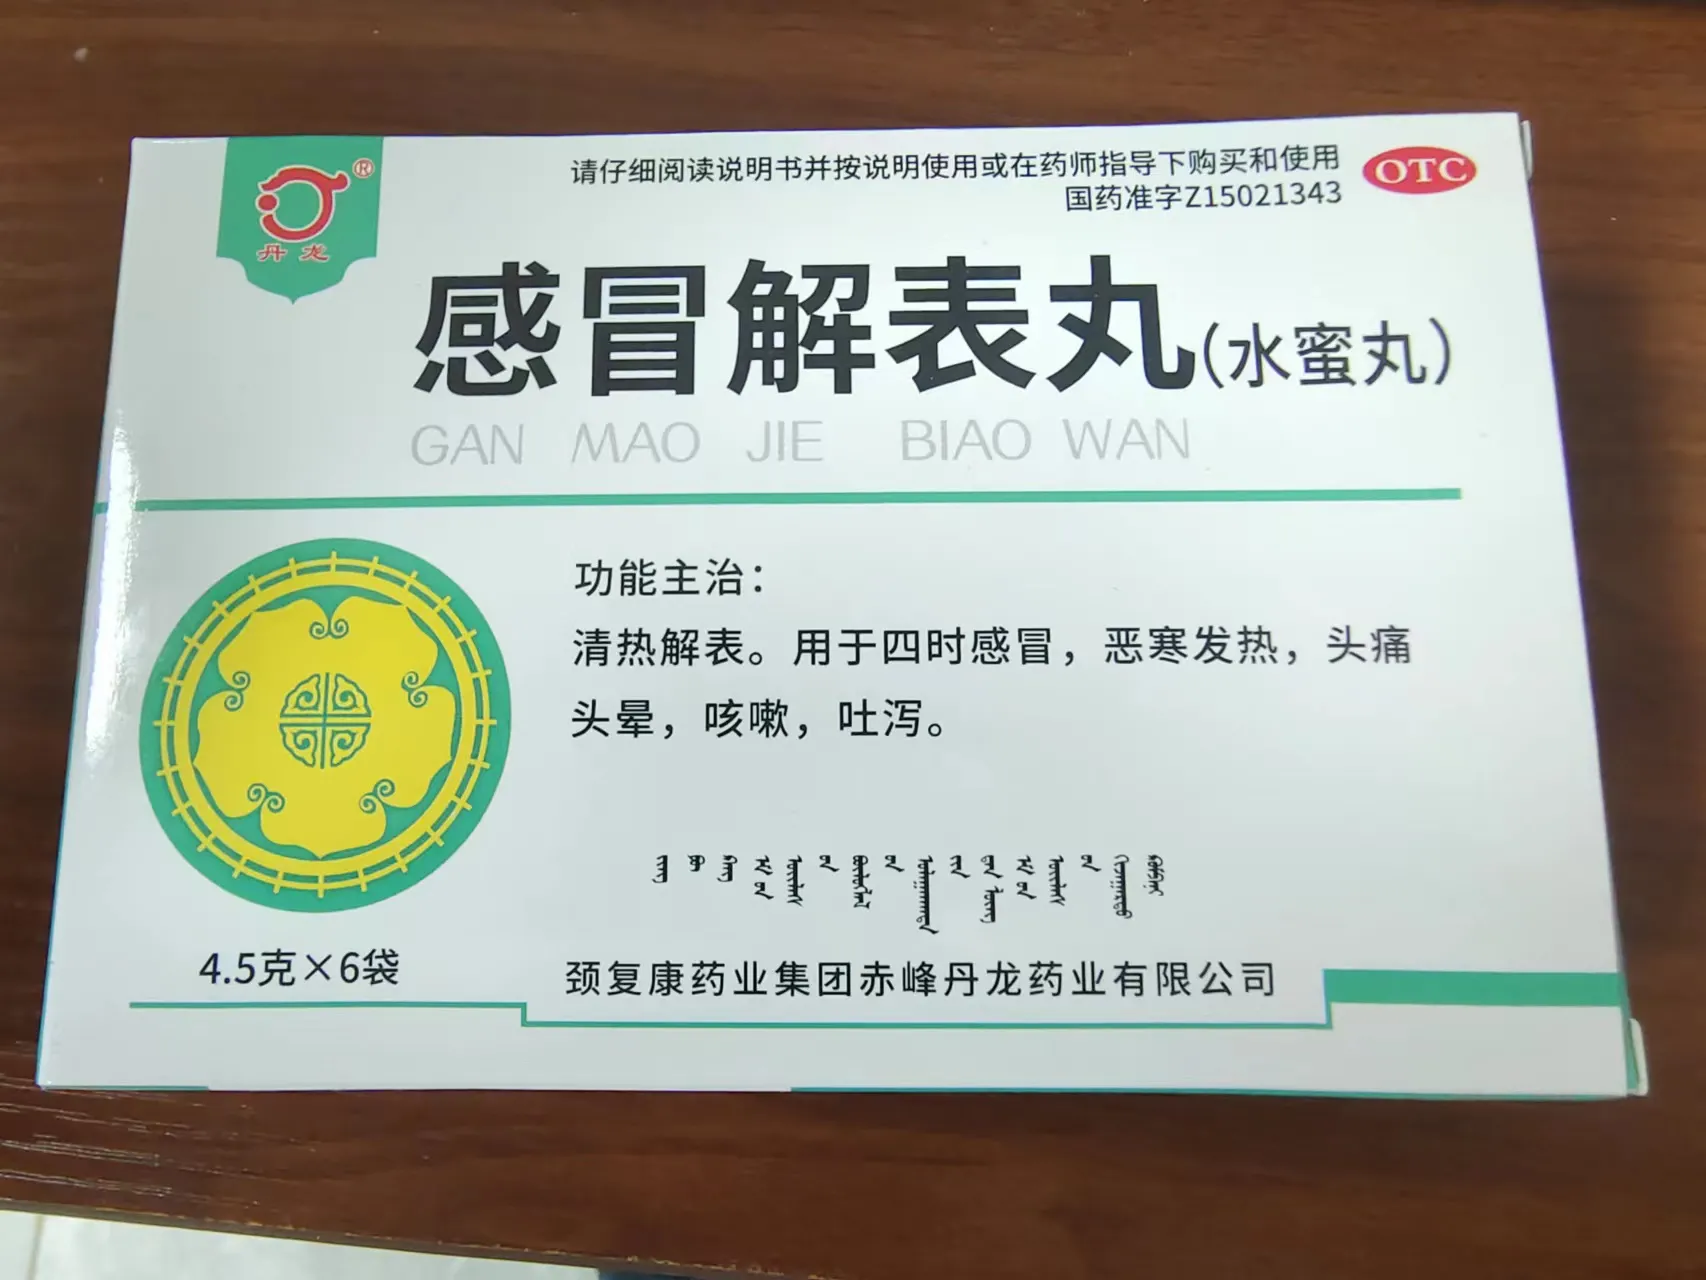 丹龙
®
请仔细阅读说明书并按说明使用或在药师指导下购买和使用
OTC
国药准字Z15021343
感冒解表丸(水蜜丸)
GAN MAO JIE BIAO WAN
功能主治：
清热解表。用于四时感冒，恶寒发热，头痛
头晕，咳嗽，吐泻。
4.5克×6袋
颈复康药业集团赤峰丹龙药业有限公司